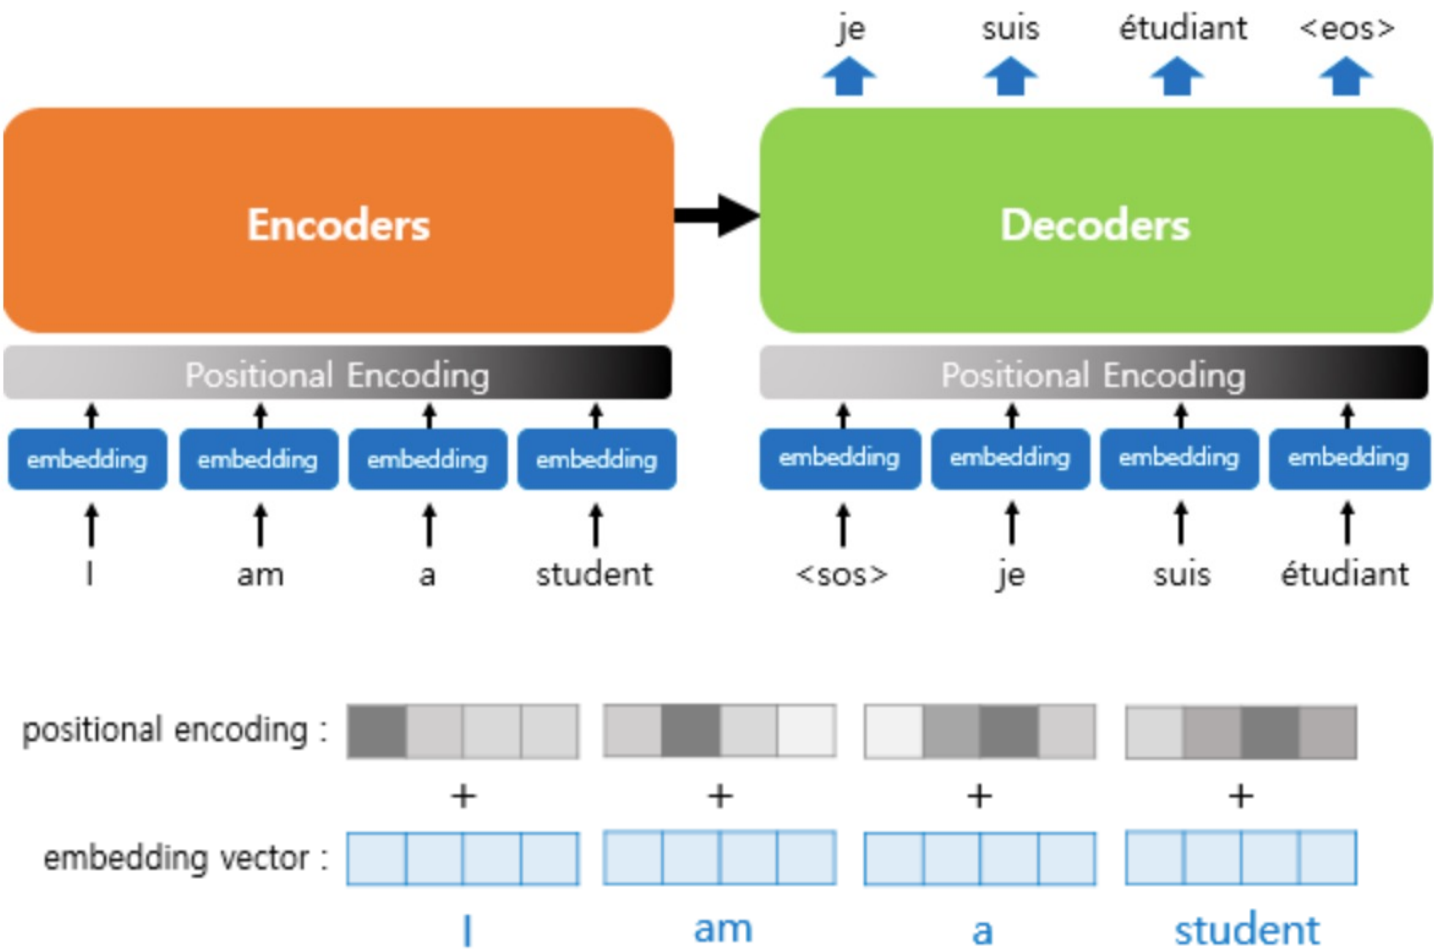 je suis étudiant <eos>
Encoders
Decoders
Positional Encoding
Positional Encoding
embedding embedding embedding embedding
embedding embedding embedding embedding
I am a student
<sos> je suis étudiant
positional encoding :
+ + + +
embedding vector :
I am a student